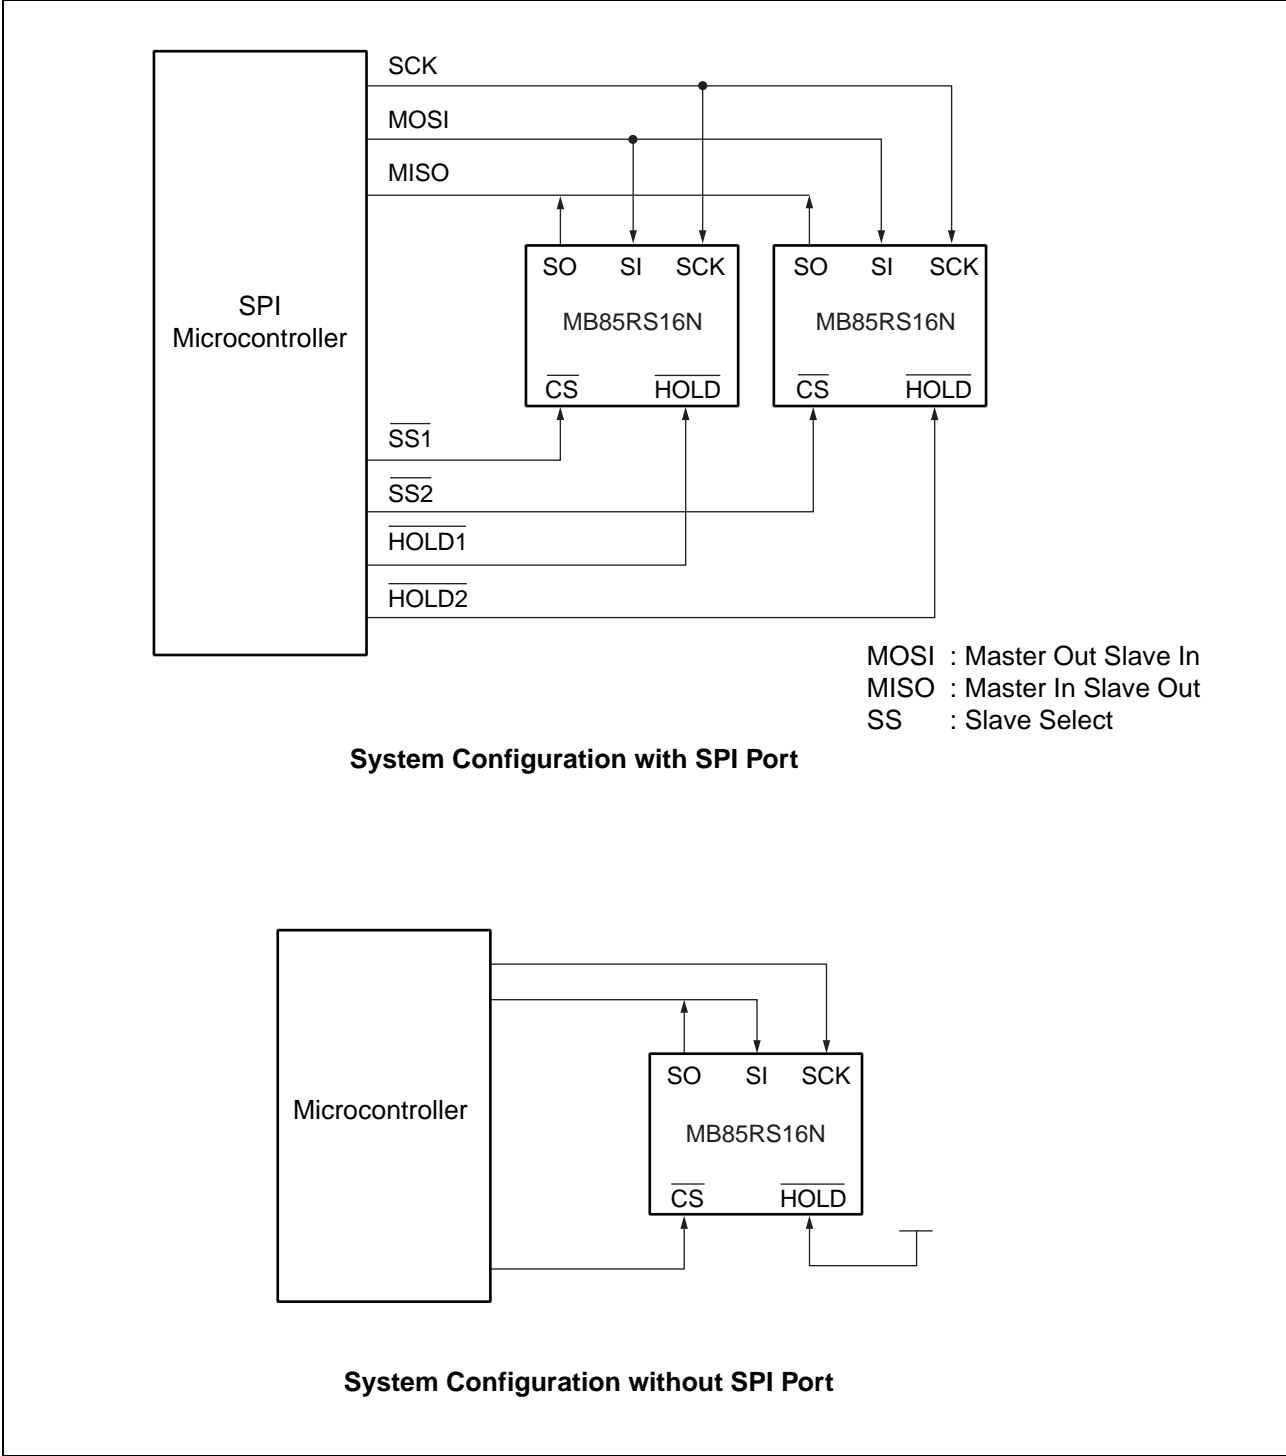 SCK
MOSI
MISO
SO SI SCK
MB85RS16N
CS HOLD
SO SI SCK
MB85RS16N
CS HOLD
SPI
Microcontroller
SS1
SS2
HOLD1
HOLD2
MOSI : Master Out Slave In
MISO : Master In Slave Out
SS : Slave Select
System Configuration with SPI Port
Microcontroller
SO SI SCK
MB85RS16N
CS HOLD
System Configuration without SPI Port